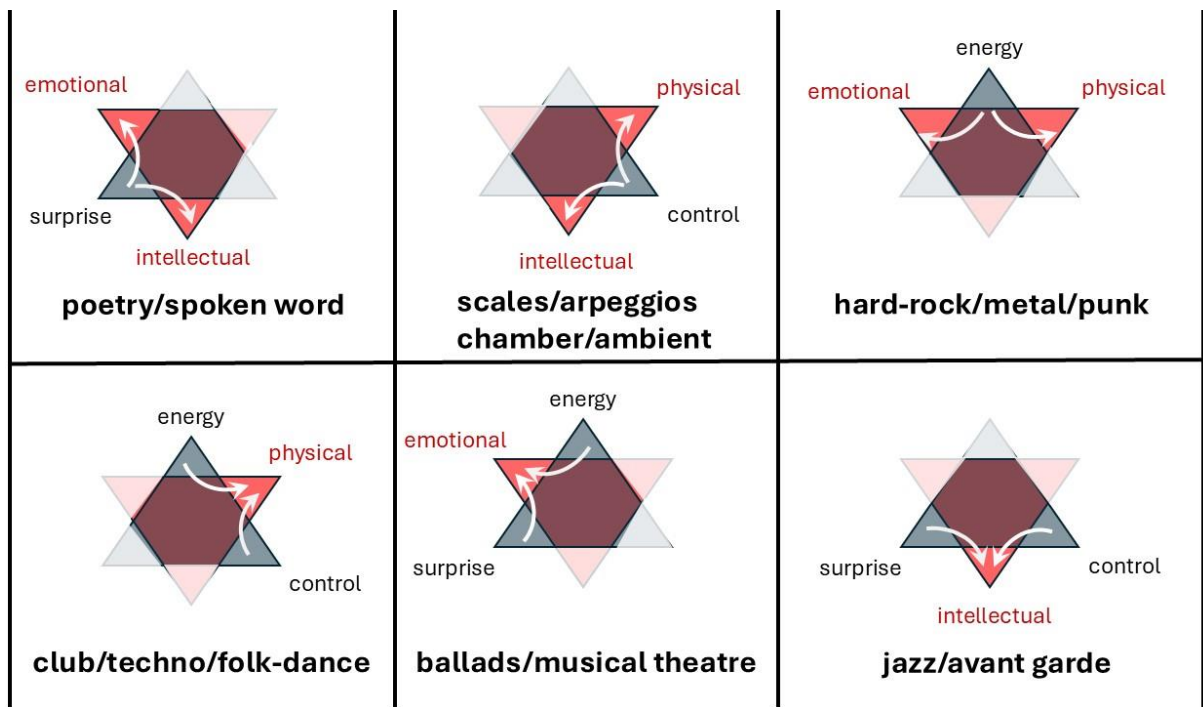 emotional
surprise
intellectual
poetry/spoken word
physical
control
intellectual
scales/arpeggios
chamber/ambient
energy
emotional
physical
hard-rock/metal/punk
energy
physical
control
club/techno/folk-dance
energy
emotional
surprise
ballads/musical theatre
surprise
control
intellectual
jazz/avant garde